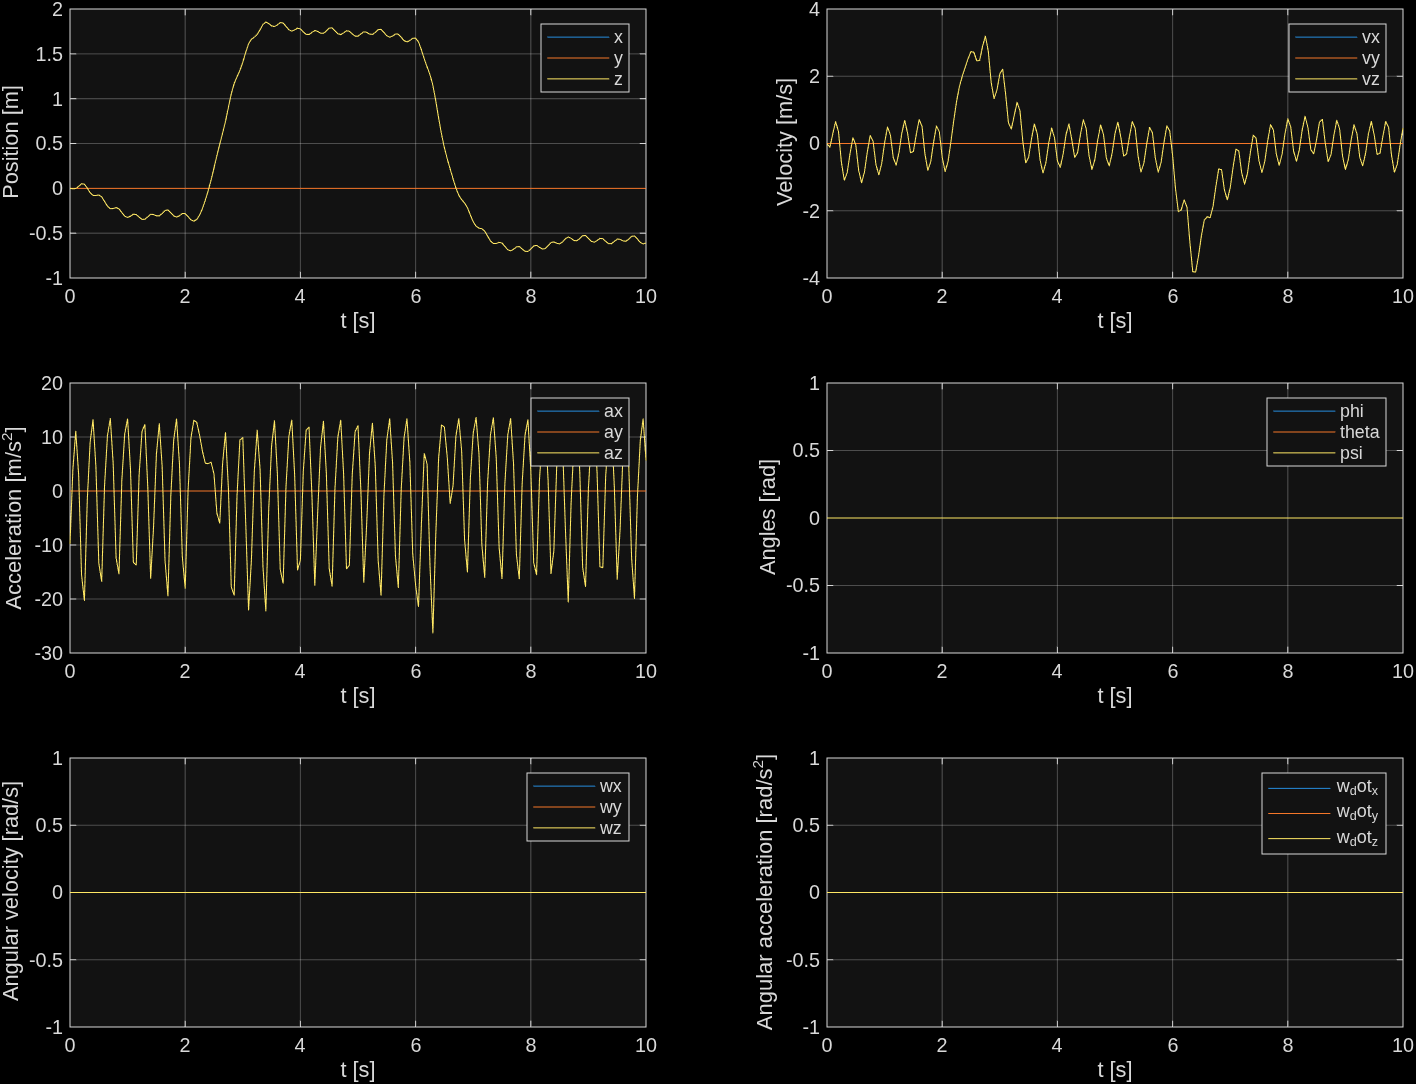 2
1.5
1
0.5
0
-0.5
-1
Position [m]
x
y
z
0 2 4 6 8 10
t [s]
4
2
0
-2
-4
Velocity [m/s]
vx
vy
vz
0 2 4 6 8 10
t [s]
20
10
0
-10
-20
-30
Acceleration [m/s²]
ax
ay
az
0 2 4 6 8 10
t [s]
1
0.5
0
-0.5
-1
Angles [rad]
phi
theta
psi
0 2 4 6 8 10
t [s]
1
0.5
0
-0.5
-1
Angular velocity [rad/s]
wx
wy
wz
0 2 4 6 8 10
t [s]
1
0.5
0
-0.5
-1
Angular acceleration [rad/s²]
w_dot_x
w_dot_y
w_dot_z
0 2 4 6 8 10
t [s]